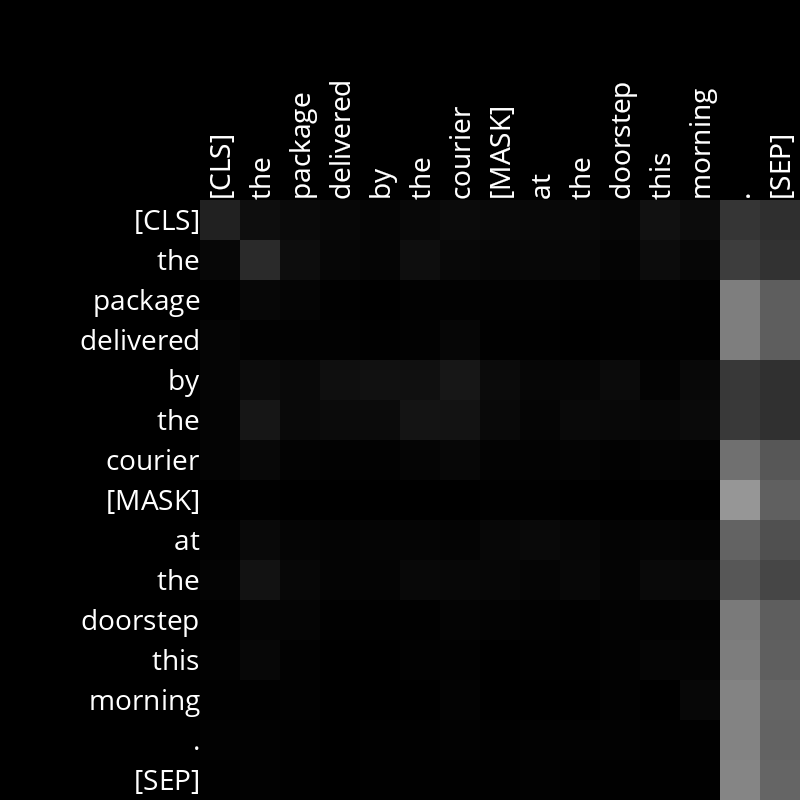 [CLS] the package delivered by the courier [MASK] at the doorstep this morning . [SEP]
[CLS]
the
package
delivered
by
the
courier
[MASK]
at
the
doorstep
this
morning
.
[SEP]